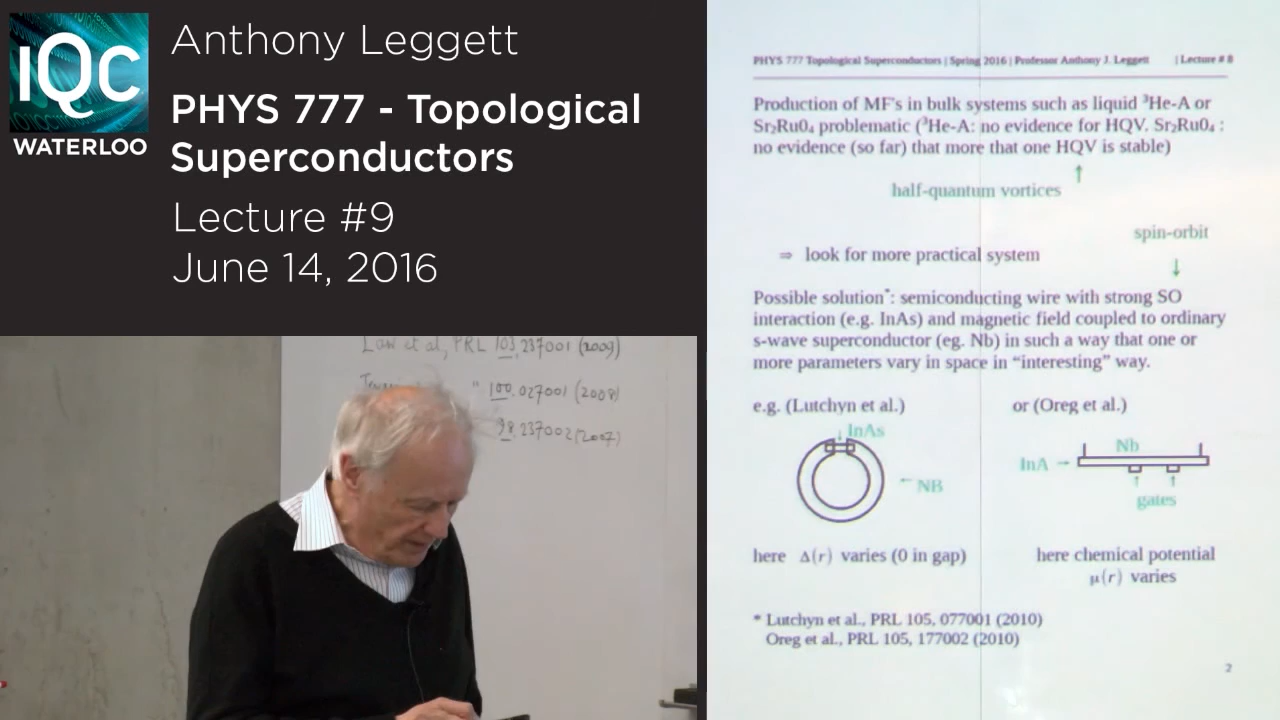 IQC
WATERLOO
Anthony Leggett
PHYS 777 - Topological
Superconductors
Lecture #9
June 14, 2016
Law et al, PRL 103, 237001 (2009)
" 100, 027001 (2008)
98, 237002 (2007)
PHYS 777 Topological Superconductors | Spring 2016 | Professor Anthony J. Leggett | Lecture # 8
Production of MF's in bulk systems such as liquid ³He-A or
Sr₂RuO₄ problematic (³He-A: no evidence for HQV. Sr₂RuO₄ :
no evidence (so far) that more that one HQV is stable)
↑
half-quantum vortices
spin-orbit
⇒ look for more practical system
↓
Possible solution*: semiconducting wire with strong SO
interaction (e.g. InAs) and magnetic field coupled to ordinary
s-wave superconductor (eg. Nb) in such a way that one or
more parameters vary in space in “interesting” way.
e.g. (Lutchyn et al.) or (Oreg et al.)
↓ InAs
Nb
InA →
← NB
↑ ↑
gates
here Δ(r) varies (0 in gap) here chemical potential
μ(r) varies
* Lutchyn et al., PRL 105, 077001 (2010)
Oreg et al., PRL 105, 177002 (2010)
2